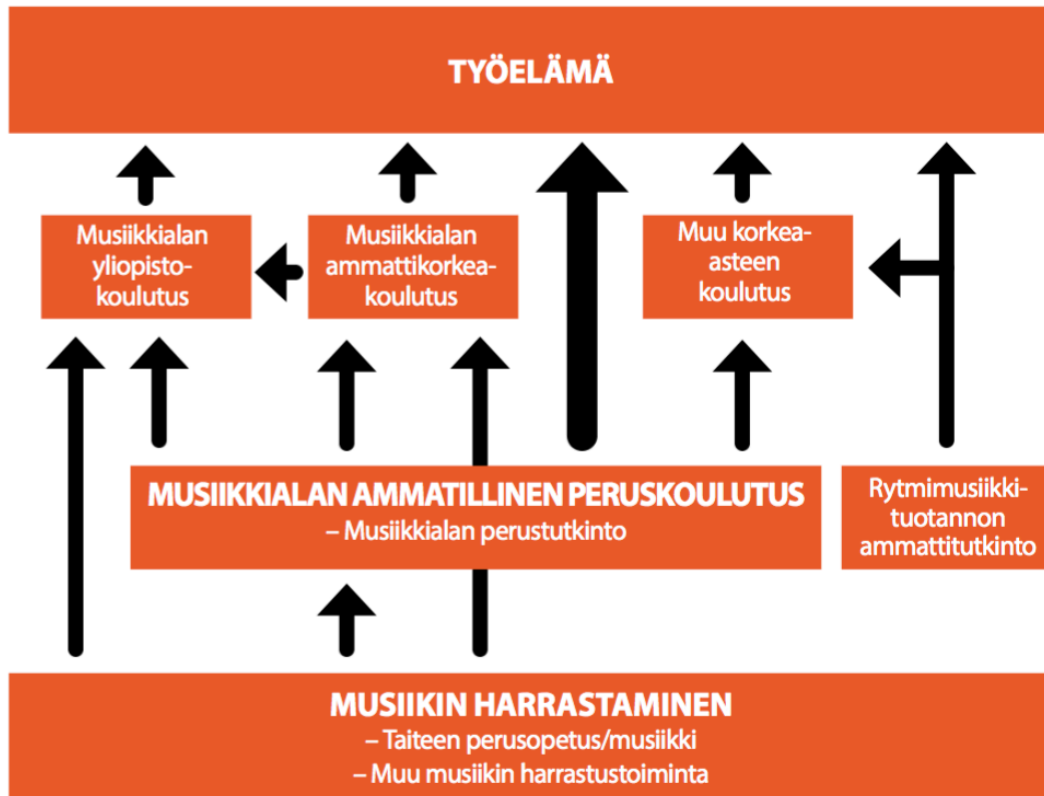 TYÖELÄMÄ
Musiikkialan
yliopisto-
koulutus
Musiikkialan
ammattikorkea-
koulutus
Muu korkea-
asteen
koulutus
MUSIIKKIALAN AMMATILLINEN PERUSKOULUTUS
– Musiikkialan perustutkinto
Rytmimusiikki-
tuotannon
ammattitutkinto
MUSIIKIN HARRASTAMINEN
– Taiteen perusopetus/musiikki
– Muu musiikin harrastustoiminta